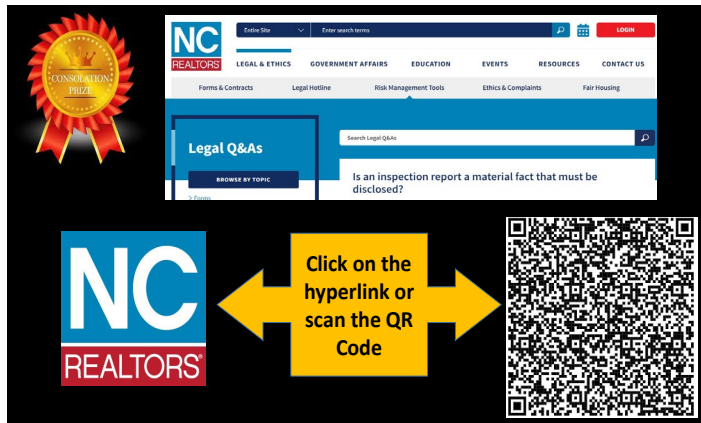 CONSOLATION
PRIZE
NC
REALTORS
Entire Site
Enter search terms
LOGIN
LEGAL & ETHICS GOVERNMENT AFFAIRS EDUCATION EVENTS RESOURCES CONTACT US
Forms & Contracts Legal Hotline Risk Management Tools Ethics & Complaints Fair Housing
Legal Q&As
BROWSE BY TOPIC
> Forms
Search Legal Q&As
Is an inspection report a material fact that must be
disclosed?
NC
REALTORS®
Click on the
hyperlink or
scan the QR
Code